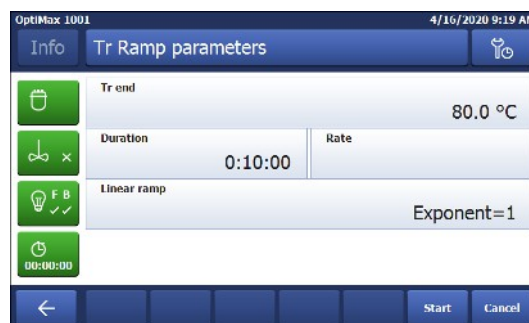 OptiMax 1001
4/16/2020 9:19 AM
Info
Tr Ramp parameters
Tr end
80.0 °C
Duration
Rate
0:10:00
F B
Linear ramp
Exponent=1
00:00:00
Start
Cancel